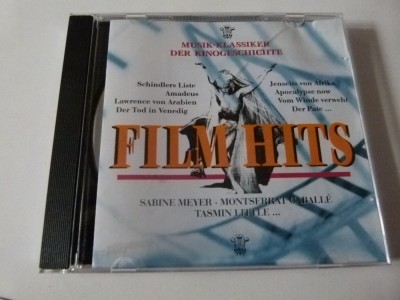 MUSIK-KLASSIKER
DER KINOGESCHICHTE
Schindlers Liste
Amadeus
Lawrence von Arabien
Der Tod in Venedig
Jenseits von Afrika
Apocalypse now
Vom Winde verweht
Der Pate ...
FILM HITS
SABINE MEYER · MONTSERRAT CABALLÉ
TASMIN LITTLE ...